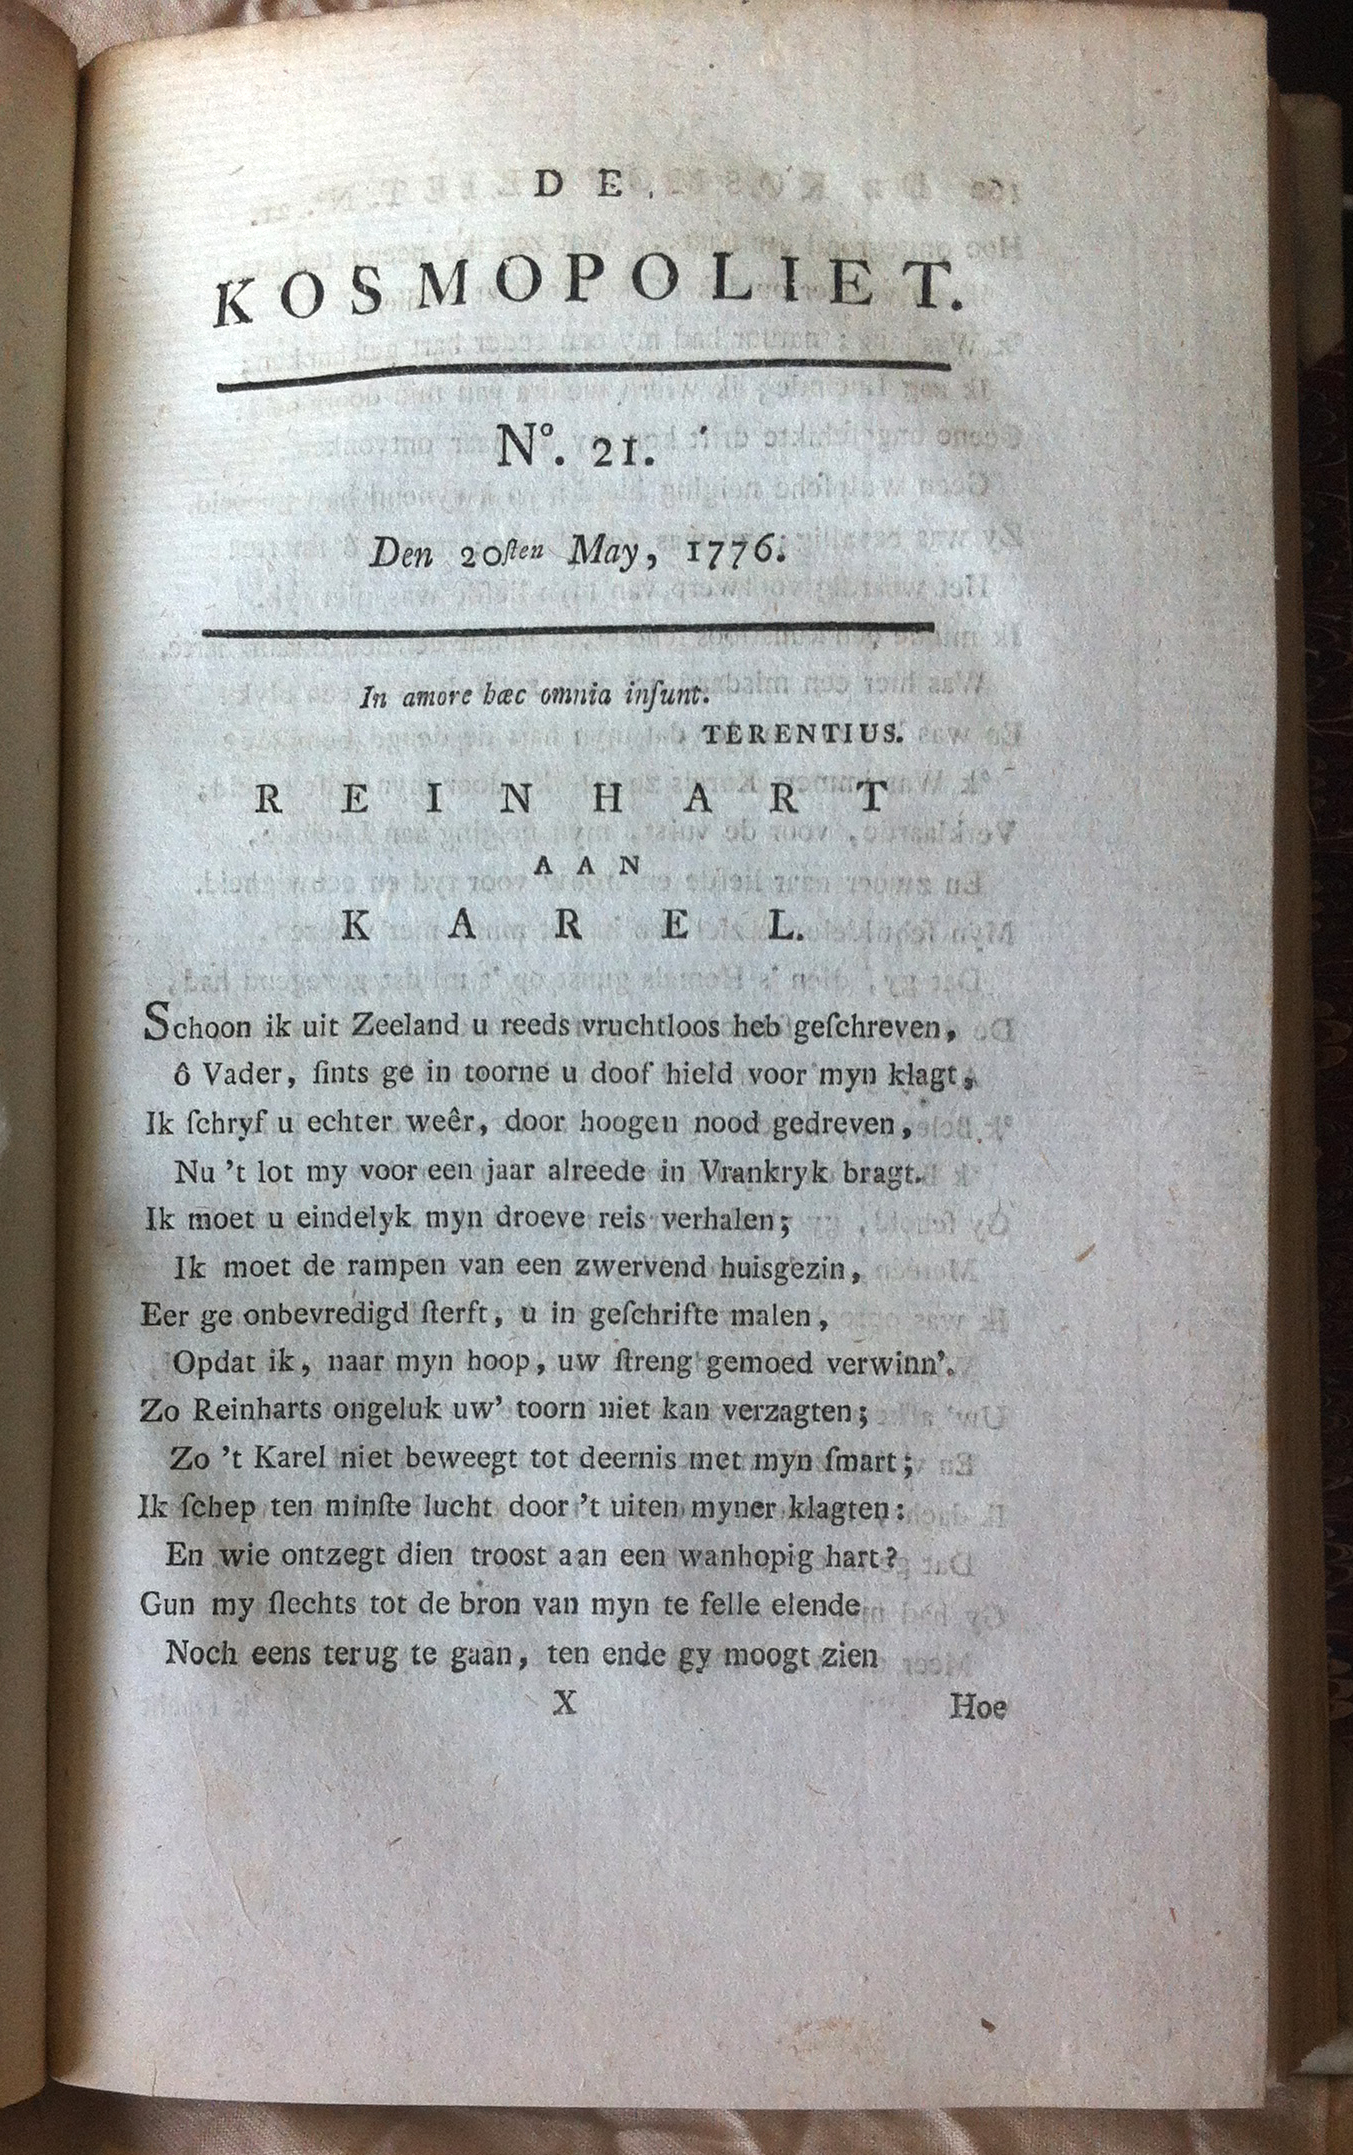 DE
KOSMOPOLIET.
Nº. 21.
Den 20ſten May, 1776.
In amore hæc omnia inſunt.
TERENTIUS.
REINHART
AAN
KAREL.
Schoon ik uit Zeeland u reeds vruchtloos heb geſchreven,
ô Vader, ſints ge in toorne u doof hield voor myn klagt,
Ik ſchryf u echter weêr, door hoogen nood gedreven,
Nu 't lot my voor een jaar alreede in Vrankryk bragt.
Ik moet u eindelyk myn droeve reis verhalen;
Ik moet de rampen van een zwervend huisgezin,
Eer ge onbevredigd ſterft, u in geſchrifte malen,
Opdat ik, naar myn hoop, uw ſtreng gemoed verwinn'.
Zo Reinharts ongeluk uw' toorn niet kan verzagten;
Zo 't Karel niet beweegt tot deernis met myn ſmart;
Ik ſchep ten minſte lucht door 't uiten myner klagten:
En wie ontzegt dien troost aan een wanhopig hart?
Gun my ſlechts tot de bron van myn te felle elende
Noch eens terug te gaan, ten ende gy moogt zien
X Hoe